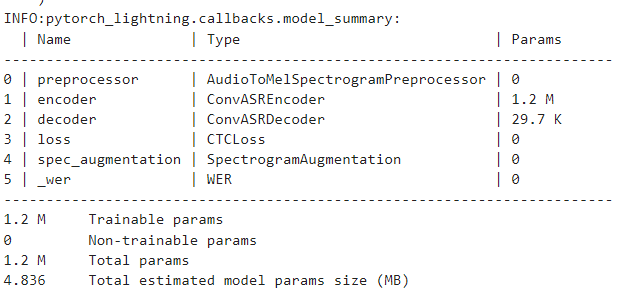 INFO:pytorch_lightning.callbacks.model_summary:
  | Name              | Type                              | Params
------------------------------------------------------------------------
0 | preprocessor      | AudioToMelSpectrogramPreprocessor | 0     
1 | encoder           | ConvASREncoder                    | 1.2 M 
2 | decoder           | ConvASRDecoder                    | 29.7 K
3 | loss              | CTCLoss                           | 0     
4 | spec_augmentation | SpectrogramAugmentation           | 0     
5 | _wer              | WER                               | 0     
------------------------------------------------------------------------
1.2 M     Trainable params
0         Non-trainable params
1.2 M     Total params
4.836     Total estimated model params size (MB)